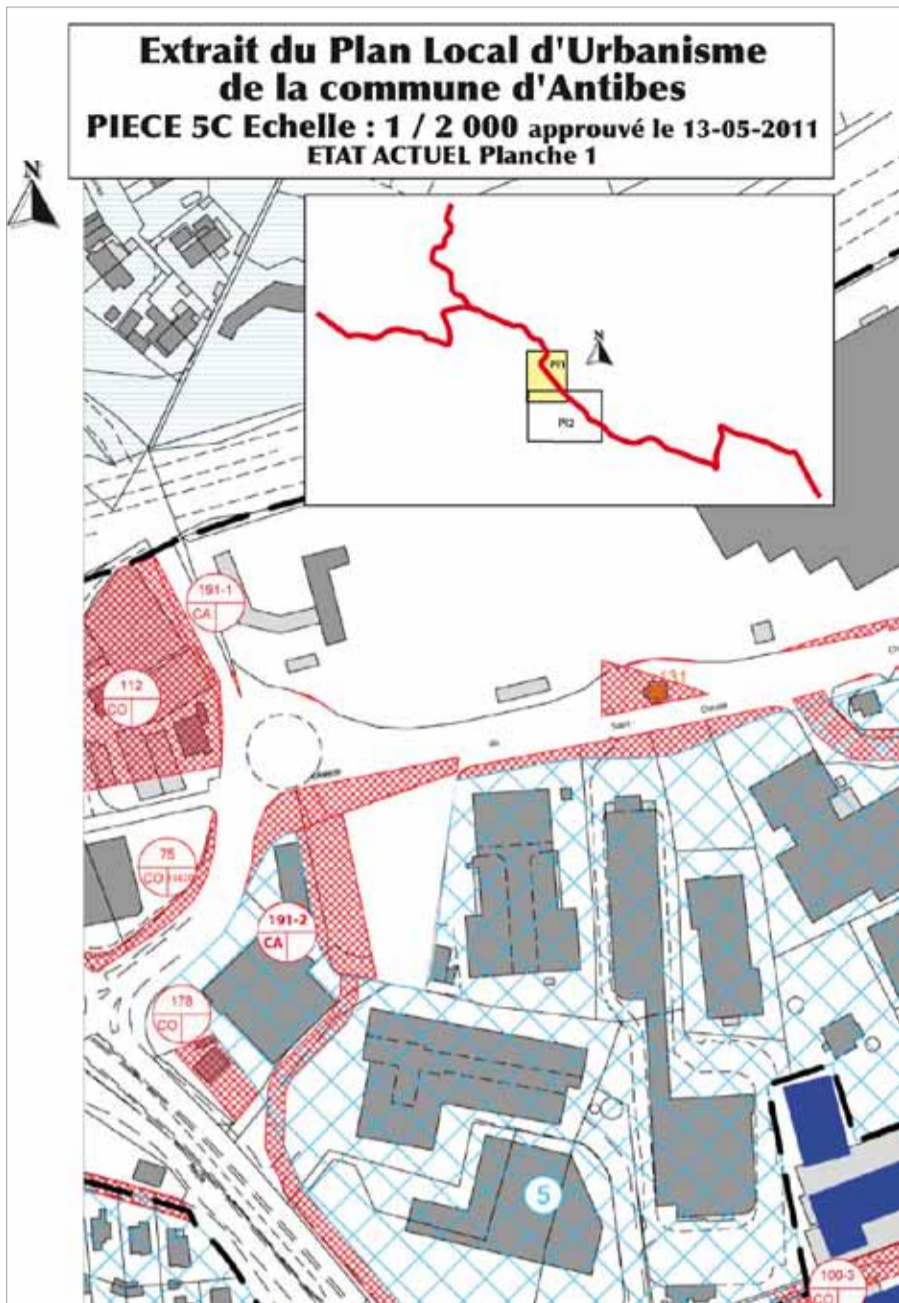 Extrait du Plan Local d'Urbanisme
de la commune d'Antibes
PIECE 5C Echelle : 1 / 2 000 approuvé le 13-05-2011
ETAT ACTUEL Planche 1
N
N
Pl1
Pl2
191-1
CA
112
CO
131
75
CO
191-2
CA
178
CO
5
100-3
CO